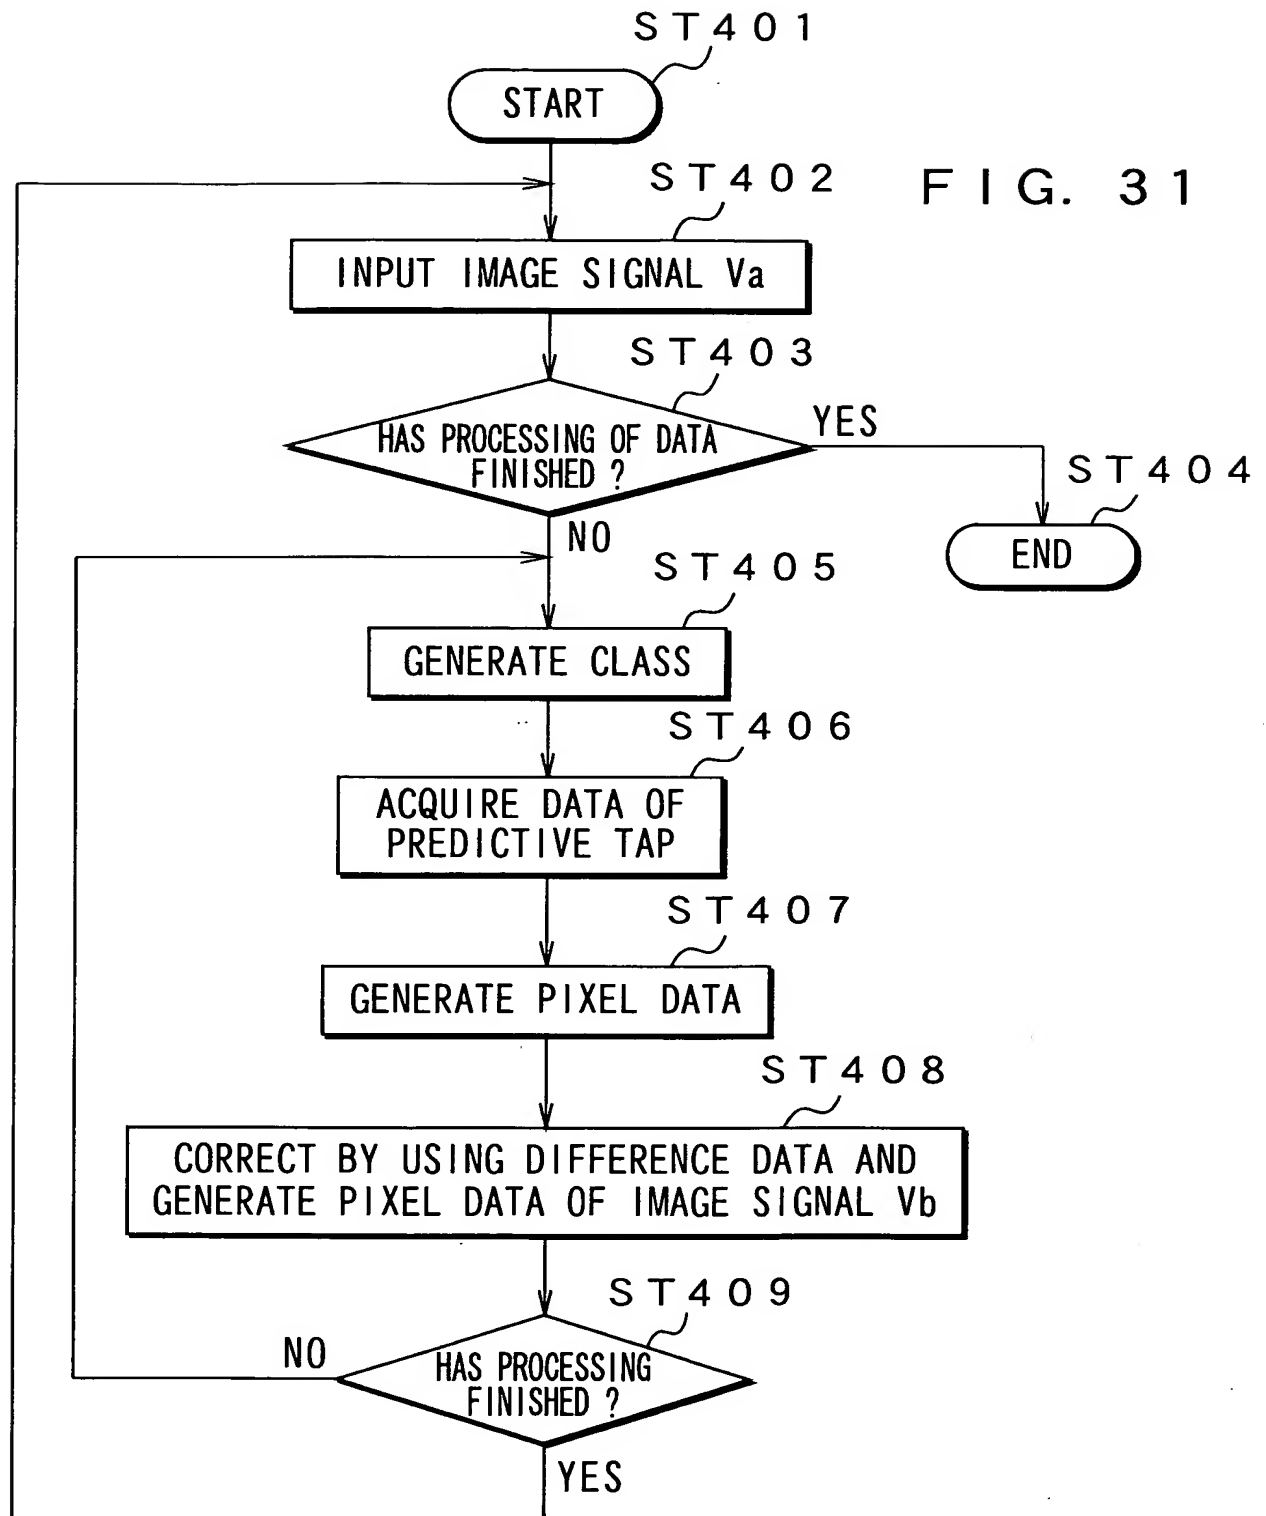 ST401
START
ST402
FIG. 31
INPUT IMAGE SIGNAL Va
ST403
HAS PROCESSING OF DATA
FINISHED ?
YES
ST404
END
NO
ST405
GENERATE CLASS
ST406
ACQUIRE DATA OF
PREDICTIVE TAP
ST407
GENERATE PIXEL DATA
ST408
CORRECT BY USING DIFFERENCE DATA AND
GENERATE PIXEL DATA OF IMAGE SIGNAL Vb
ST409
NO
HAS PROCESSING
FINISHED ?
YES